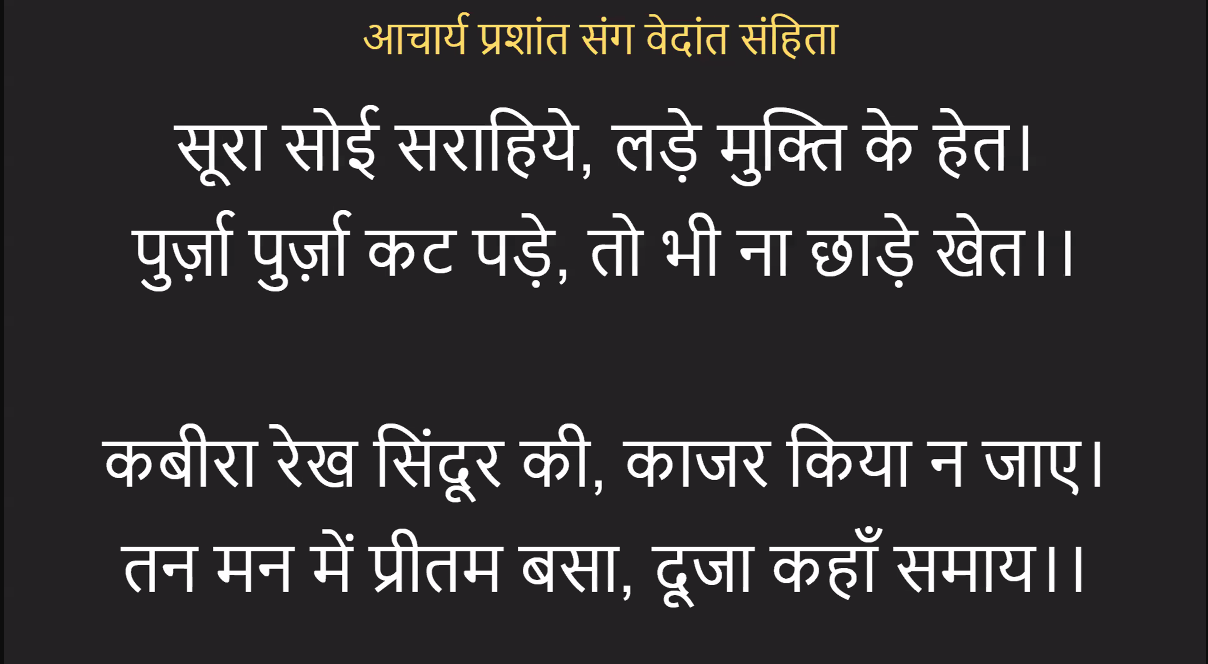 आचार्य प्रशांत संग वेदांत संहिता
सूरा सोई सराहिये, लड़े मुक्ति के हेत।
पुर्ज़ा पुर्ज़ा कट पड़े, तो भी ना छाड़े खेत।।
कबीरा रेख सिंदूर की, काजर किया न जाए।
तन मन में प्रीतम बसा, दूजा कहाँ समाय।।